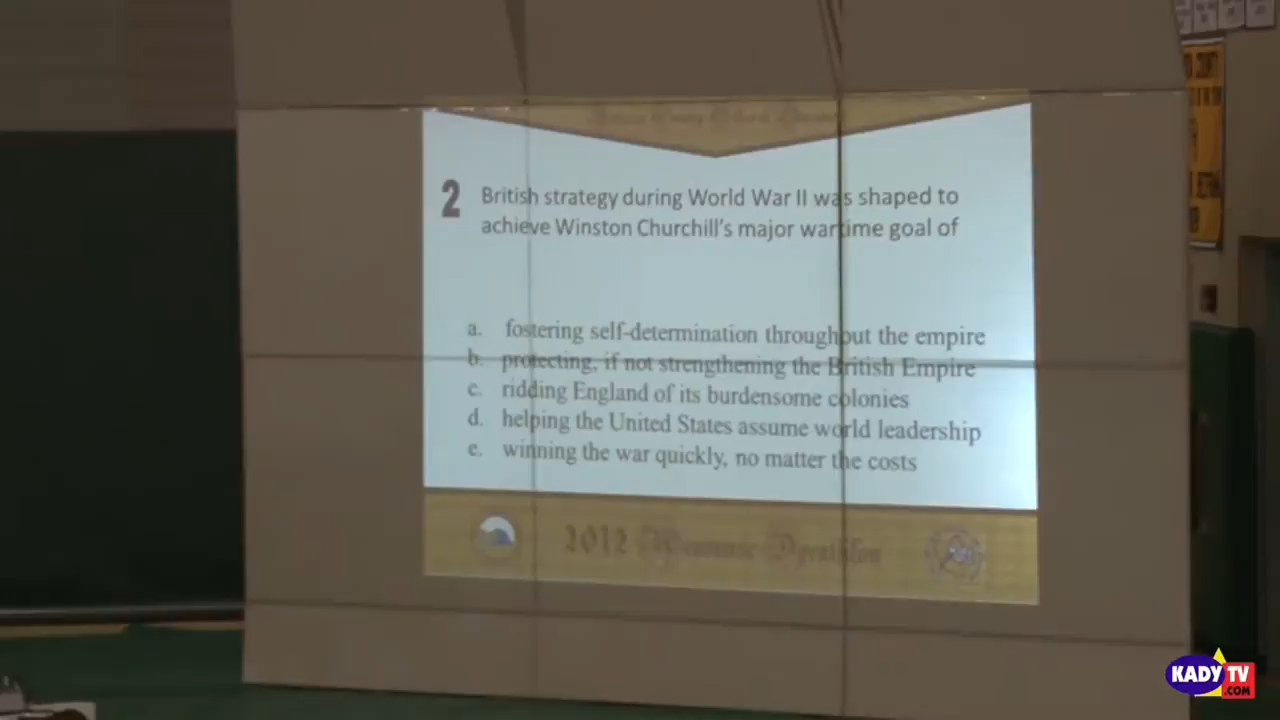 2 British strategy during World War II was shaped to
achieve Winston Churchill's major wartime goal of
a. fostering self-determination throughout the empire
b. protecting, if not strengthening the British Empire
c. ridding England of its burdensome colonies
d. helping the United States assume world leadership
e. winning the war quickly, no matter the costs
2012
KADY TV
.COM